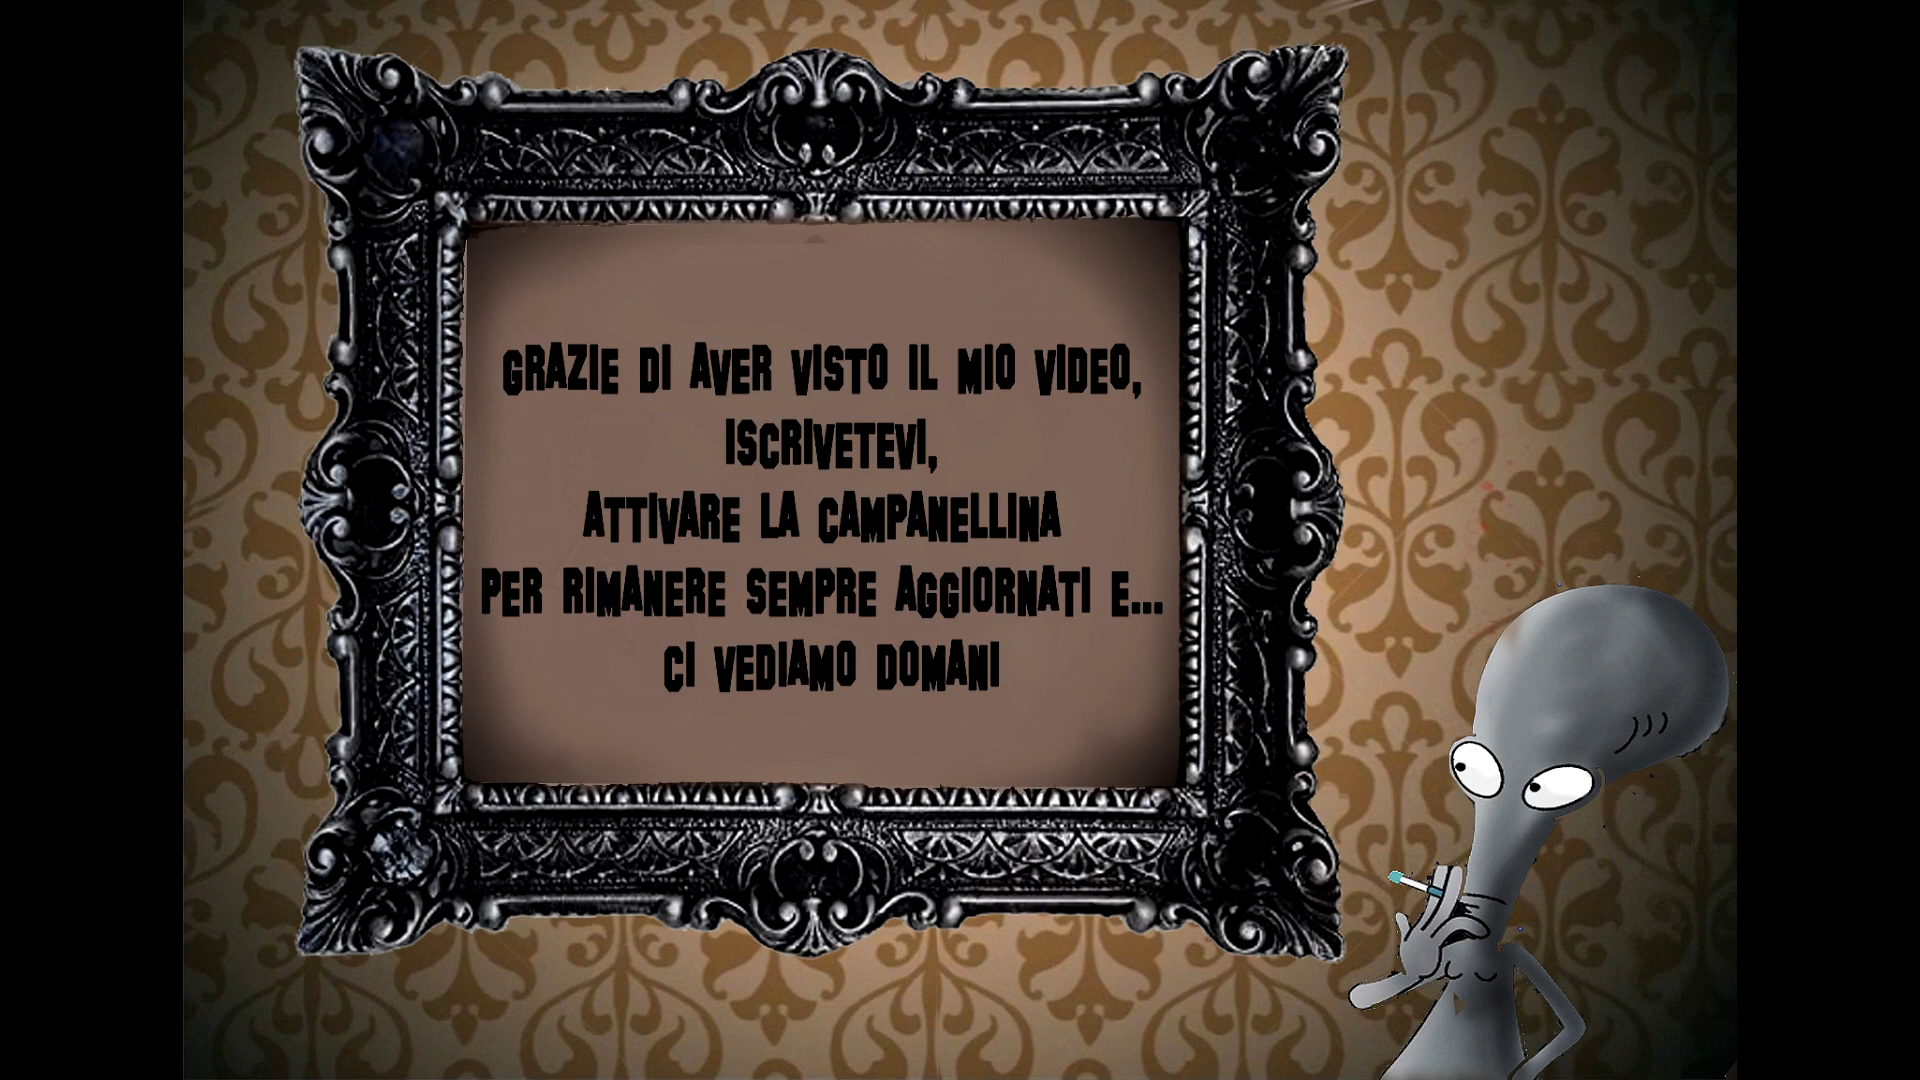 GRAZIE DI AVER VISTO IL MIO VIDEO,
ISCRIVETEVI,
ATTIVARE LA CAMPANELLINA
PER RIMANERE SEMPRE AGGIORNATI E...
CI VEDIAMO DOMANI